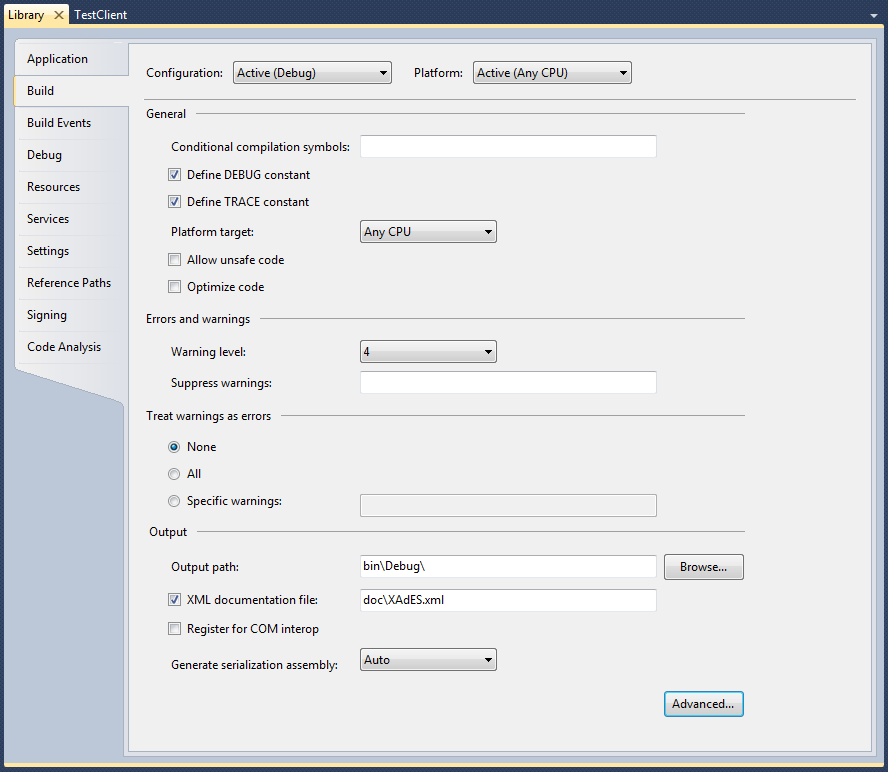 Library TestClient
Application
Build
Build Events
Debug
Resources
Services
Settings
Reference Paths
Signing
Code Analysis
Configuration: Active (Debug) Platform: Active (Any CPU)
General
Conditional compilation symbols:
Define DEBUG constant
Define TRACE constant
Platform target: Any CPU
Allow unsafe code
Optimize code
Errors and warnings
Warning level: 4
Suppress warnings:
Treat warnings as errors
None
All
Specific warnings:
Output
Output path: bin\Debug\ Browse...
XML documentation file: doc\XAdES.xml
Register for COM interop
Generate serialization assembly: Auto
Advanced...